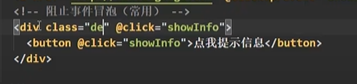 <!-- 阻止事件冒泡（常用） -->
<div class="de" @click="showInfo">
<button @click="showInfo">点我提示信息</button>
</div>